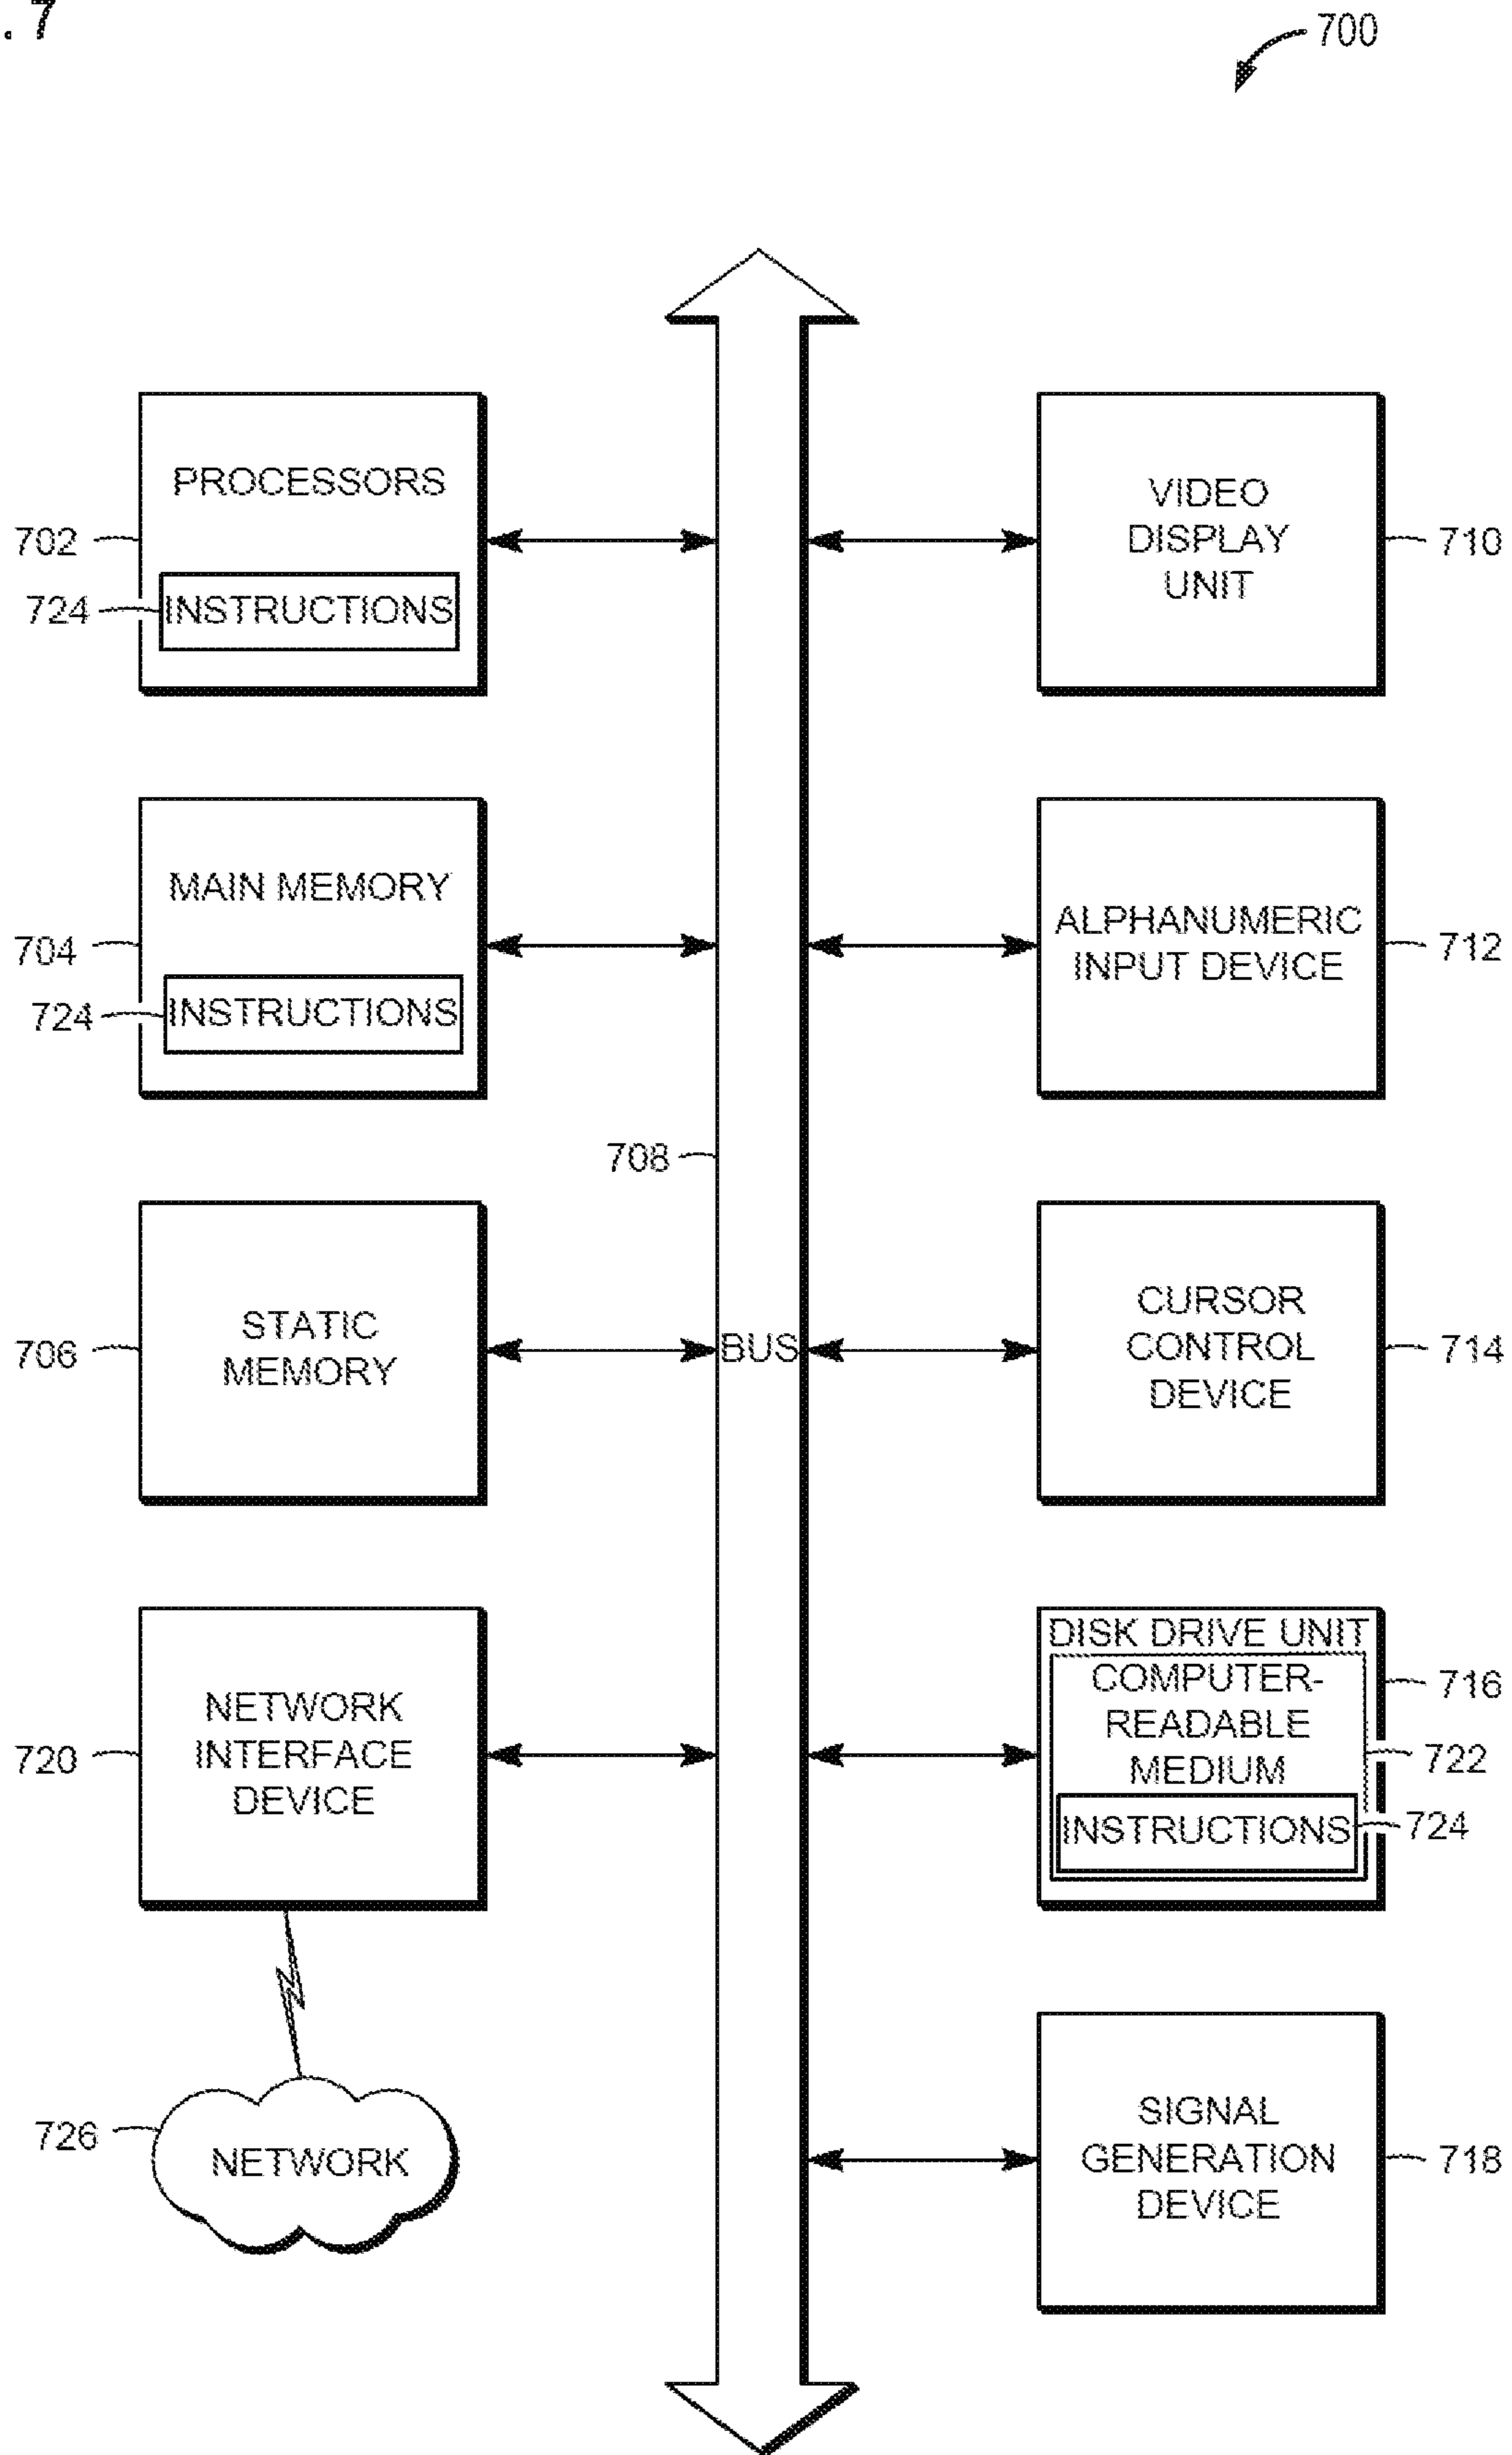 . 7
700
PROCESSORS
702
724
INSTRUCTIONS
VIDEO
DISPLAY
UNIT
710
MAIN MEMORY
704
724
INSTRUCTIONS
ALPHANUMERIC
INPUT DEVICE
712
708
STATIC
MEMORY
706
BUS
CURSOR
CONTROL
DEVICE
714
NETWORK
INTERFACE
DEVICE
720
DISK DRIVE UNIT
COMPUTER-
READABLE
MEDIUM
INSTRUCTIONS
716
722
724
726
NETWORK
SIGNAL
GENERATION
DEVICE
718